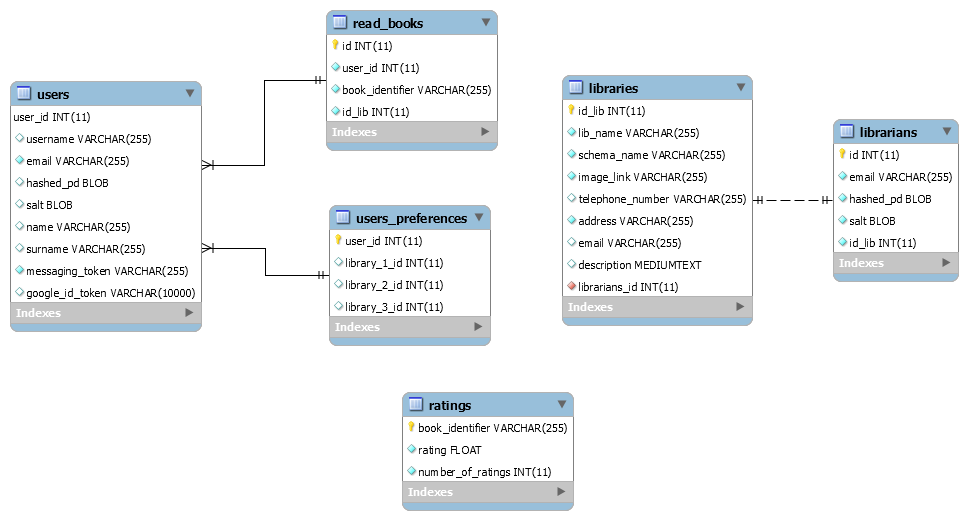 read_books
id INT(11)
user_id INT(11)
book_identifier VARCHAR(255)
id_lib INT(11)
Indexes
users
user_id INT(11)
username VARCHAR(255)
email VARCHAR(255)
hashed_pd BLOB
salt BLOB
name VARCHAR(255)
surname VARCHAR(255)
messaging_token VARCHAR(255)
google_id_token VARCHAR(10000)
Indexes
users_preferences
user_id INT(11)
library_1_id INT(11)
library_2_id INT(11)
library_3_id INT(11)
Indexes
libraries
id_lib INT(11)
lib_name VARCHAR(255)
schema_name VARCHAR(255)
image_link VARCHAR(255)
telephone_number VARCHAR(255)
address VARCHAR(255)
email VARCHAR(255)
description MEDIUMTEXT
librarians_id INT(11)
Indexes
librarians
id INT(11)
email VARCHAR(255)
hashed_pd BLOB
salt BLOB
id_lib INT(11)
Indexes
ratings
book_identifier VARCHAR(255)
rating FLOAT
number_of_ratings INT(11)
Indexes